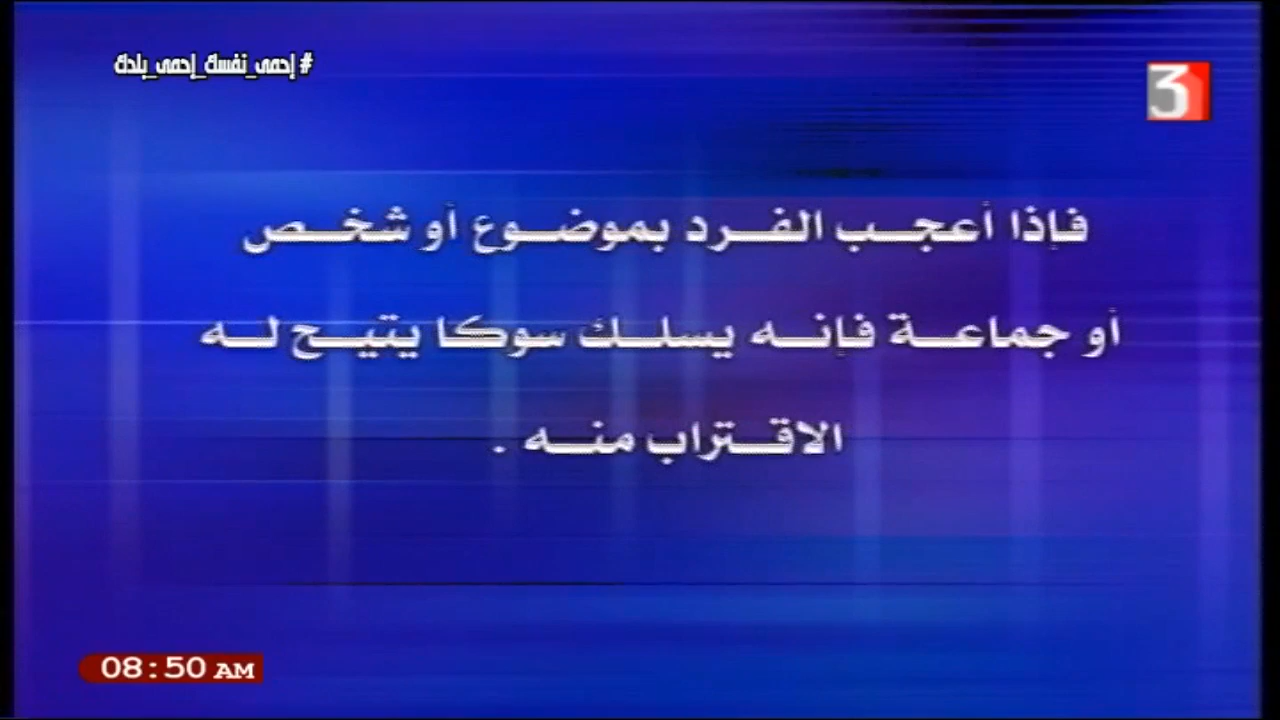 #إحمى_نفسك_إحمى_بلدك
3
فإذا أعجب الفرد بموضوع أو شخص
أو جماعة فإنه يسلك سوكا يتيح له
الاقتراب منه .
08:50 AM